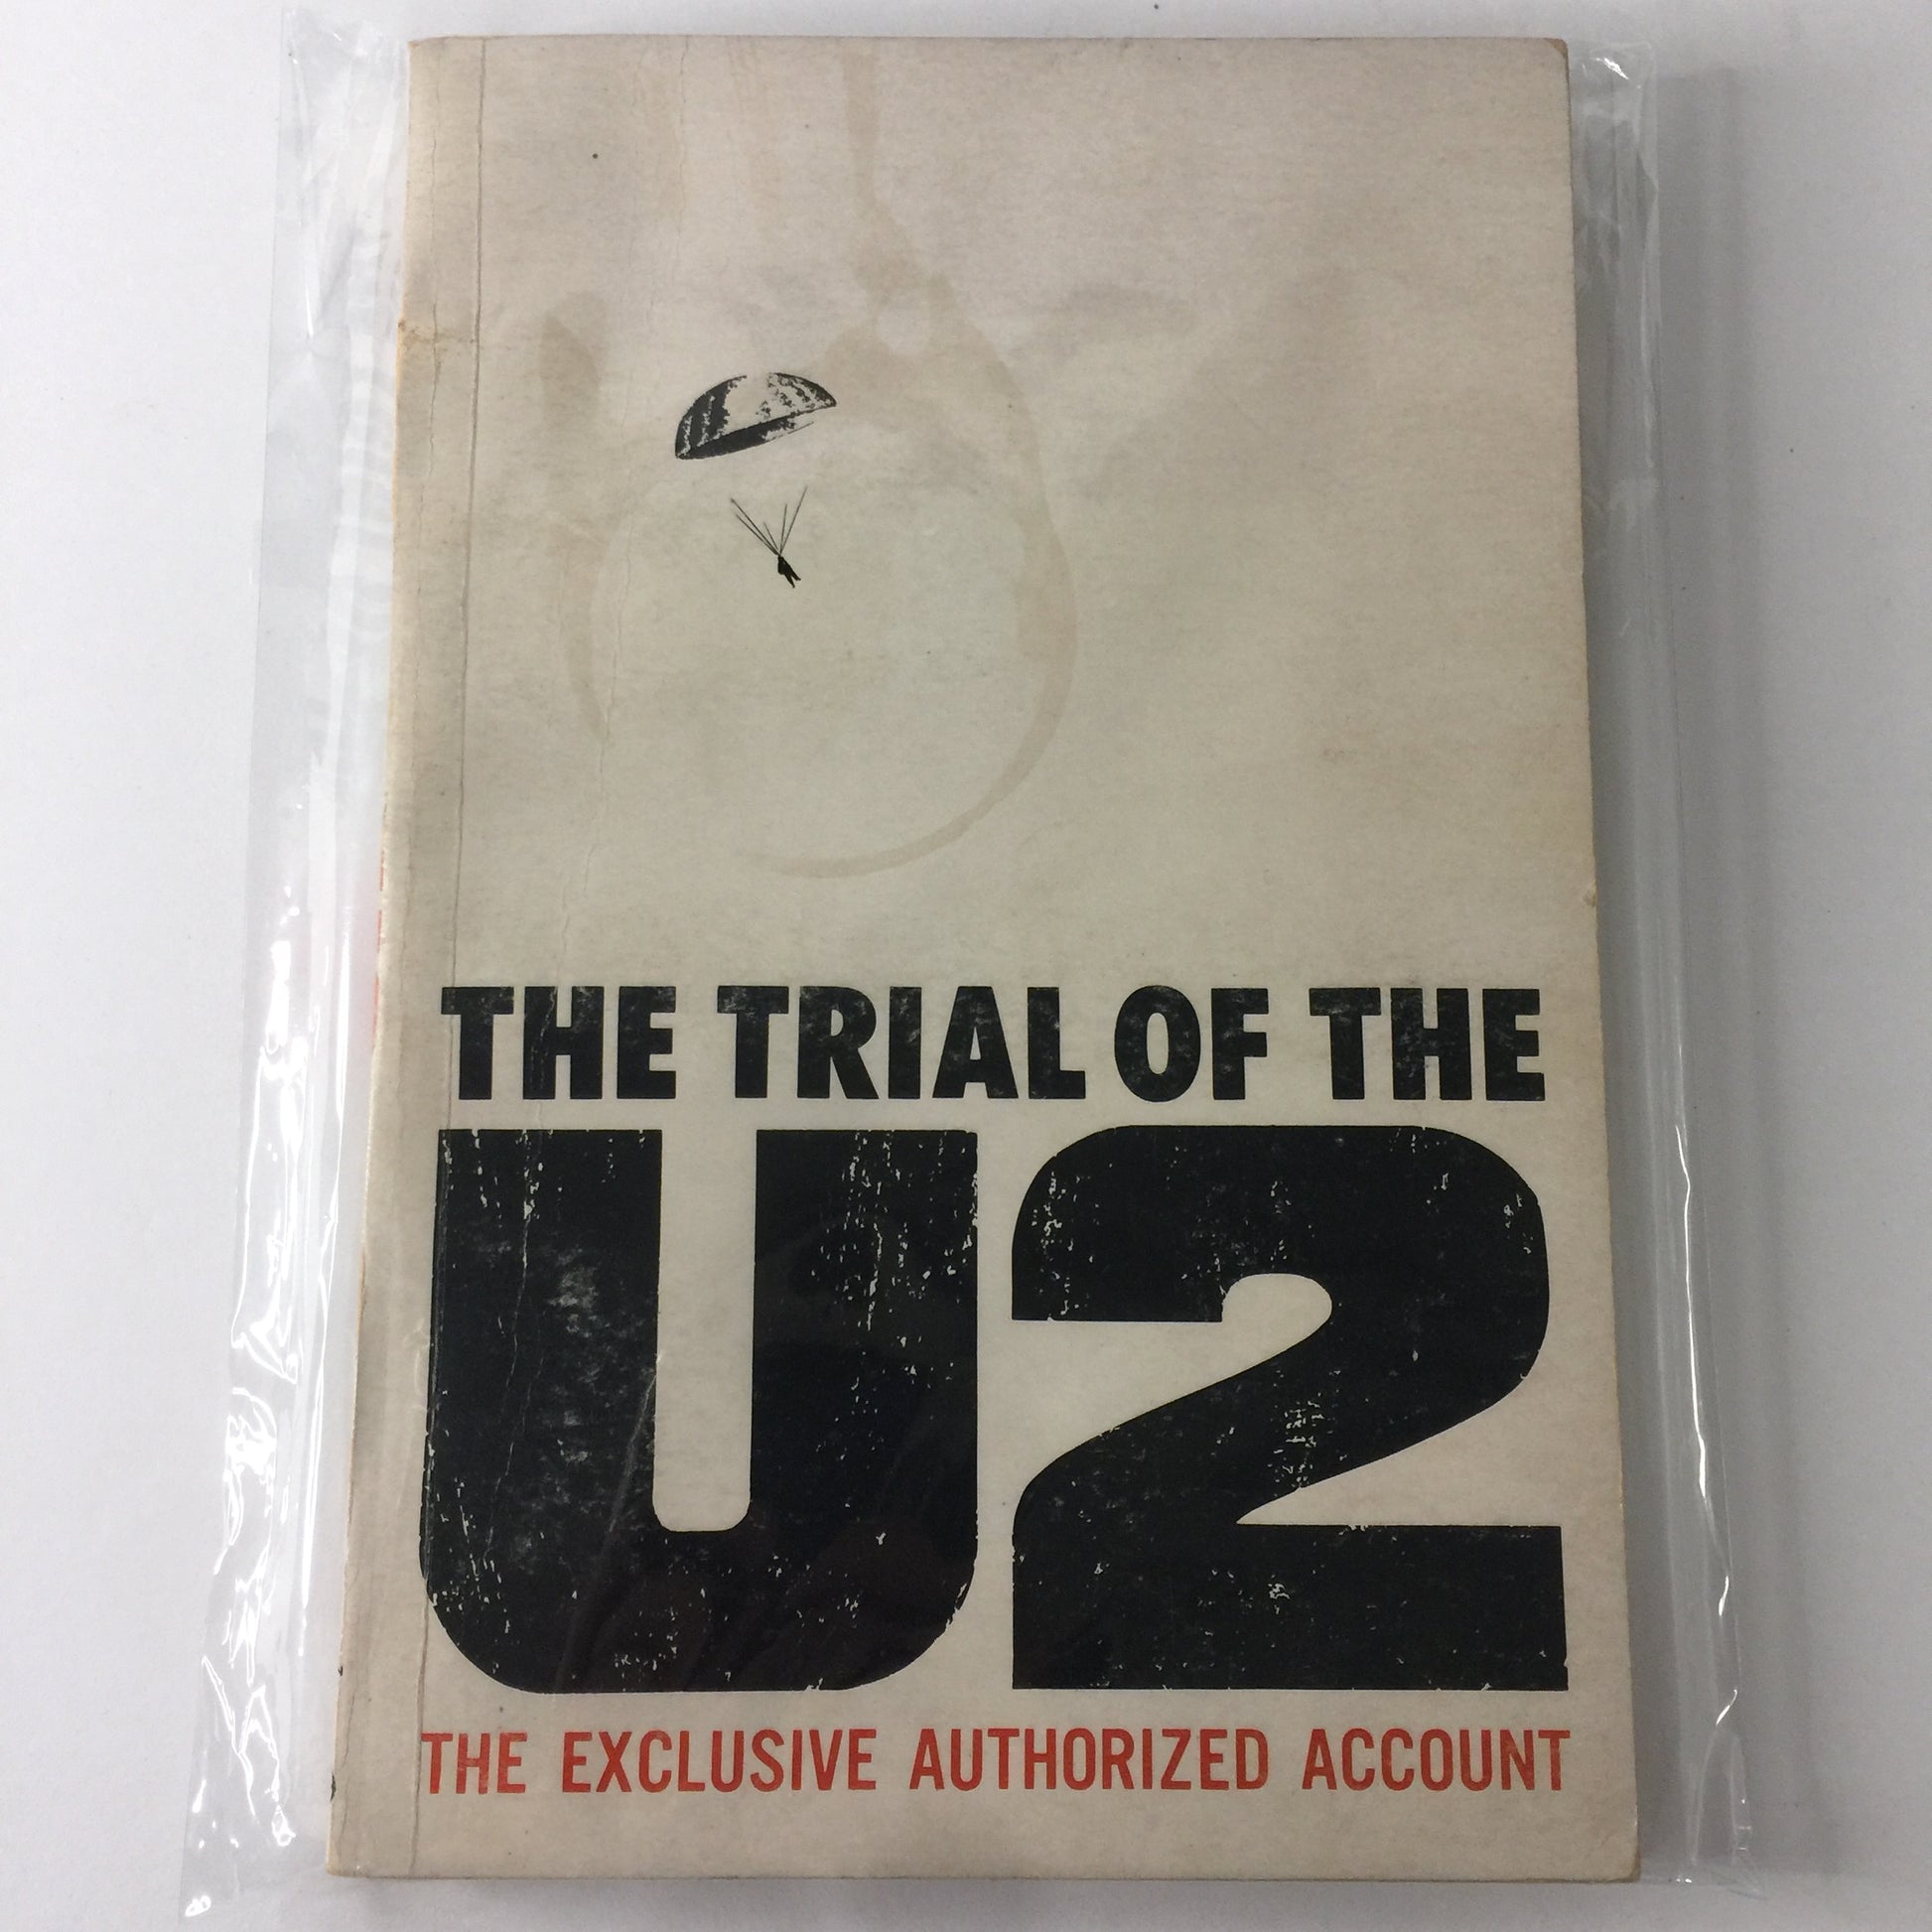 THE TRIAL OF THE
U2
THE EXCLUSIVE AUTHORIZED ACCOUNT